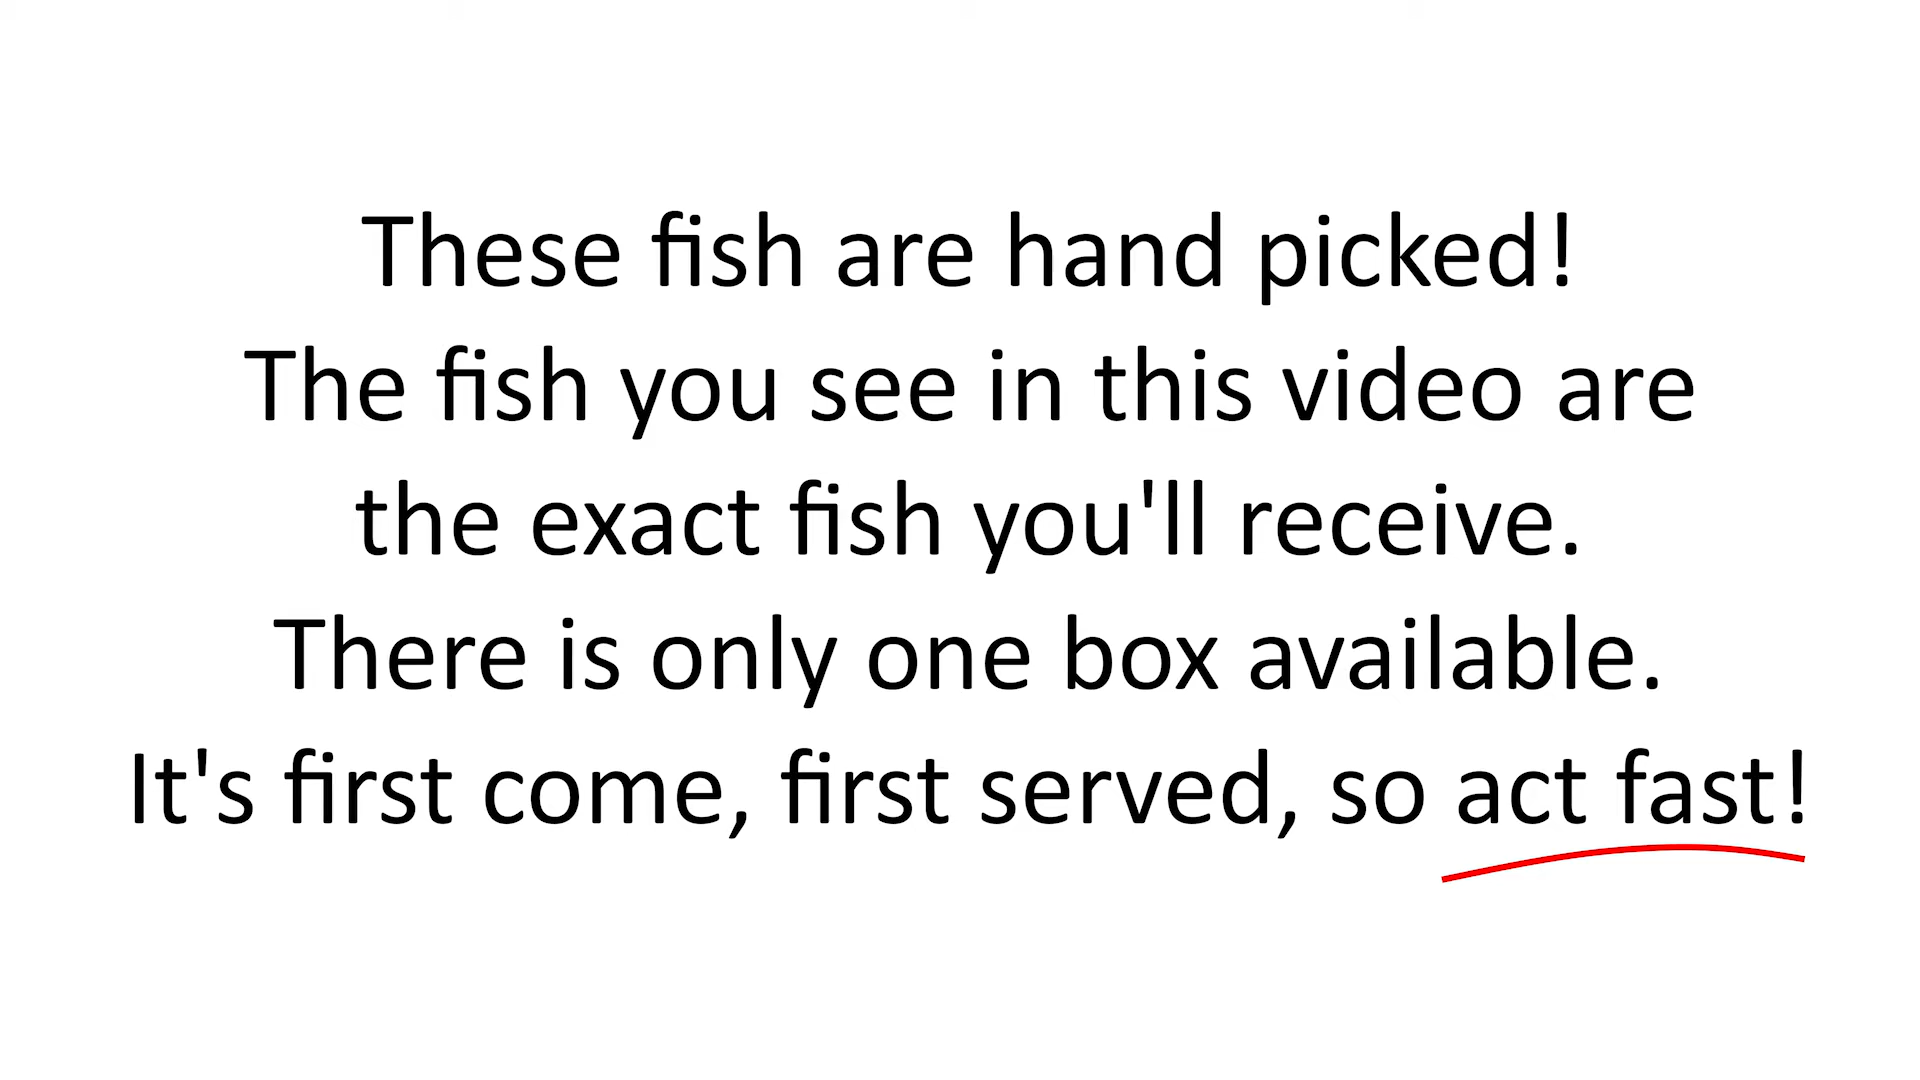 These fish are hand picked!
The fish you see in this video are
the exact fish you'll receive.
There is only one box available.
It's first come, first served, so act fast!